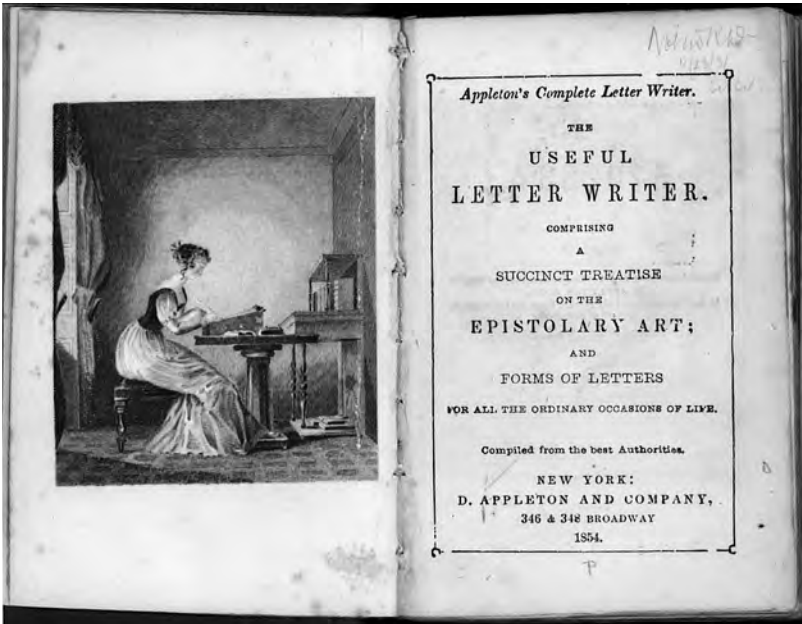 Appleton's Complete Letter Writer.
THE
USEFUL
LETTER WRITER.
COMPRISING
A
SUCCINCT TREATISE
ON THE
EPISTOLARY ART;
AND
FORMS OF LETTERS
FOR ALL THE ORDINARY OCCASIONS OF LIFE.
Compiled from the best Authorities.
NEW YORK:
D. APPLETON AND COMPANY,
346 & 348 BROADWAY
1854.